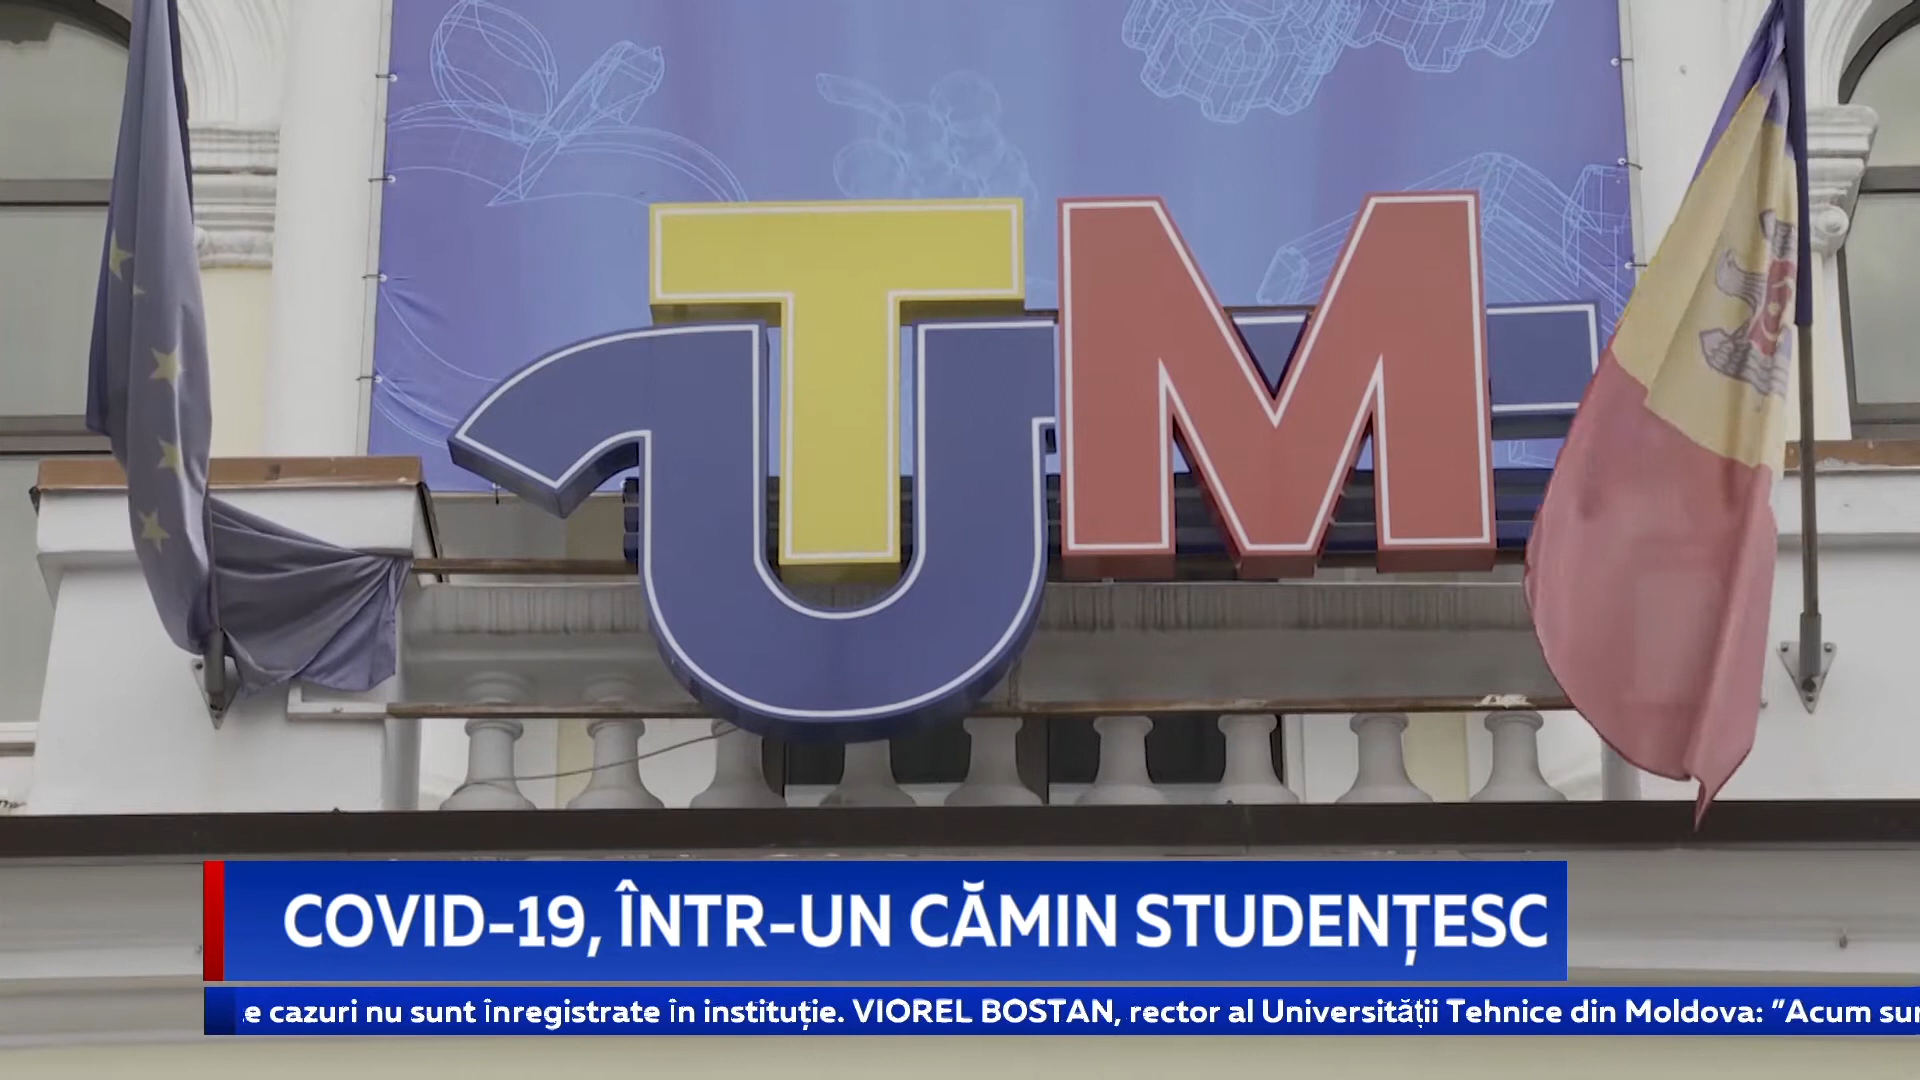 UTM
COVID-19, ÎNTR-UN CĂMIN STUDENȚESC
cazuri nu sunt înregistrate în instituție. VIOREL BOSTAN, rector al Universității Tehnice din Moldova: "Acum